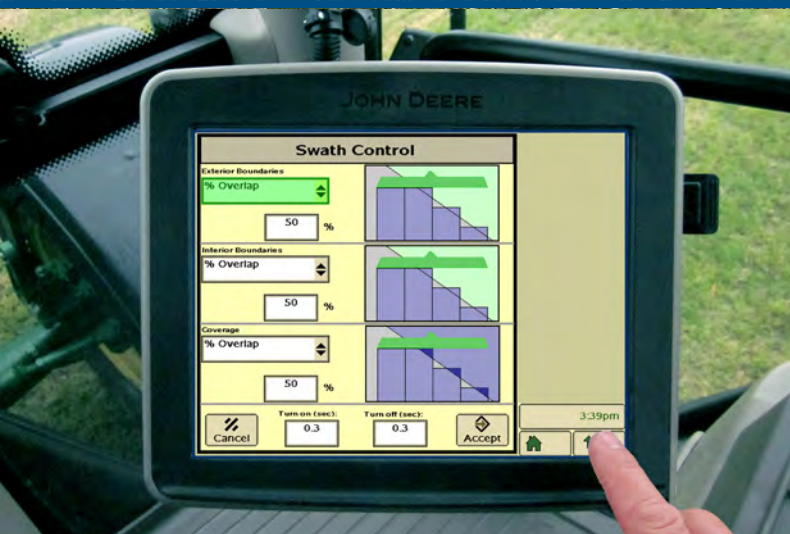 JOHN DEERE
Swath Control
Exterior Boundaries
% Overlap
50 %
Interior Boundaries
% Overlap
50 %
Coverage
% Overlap
50 %
Turn on (sec):
Turn off (sec):
0.3
0.3
Cancel
Accept
3:39pm